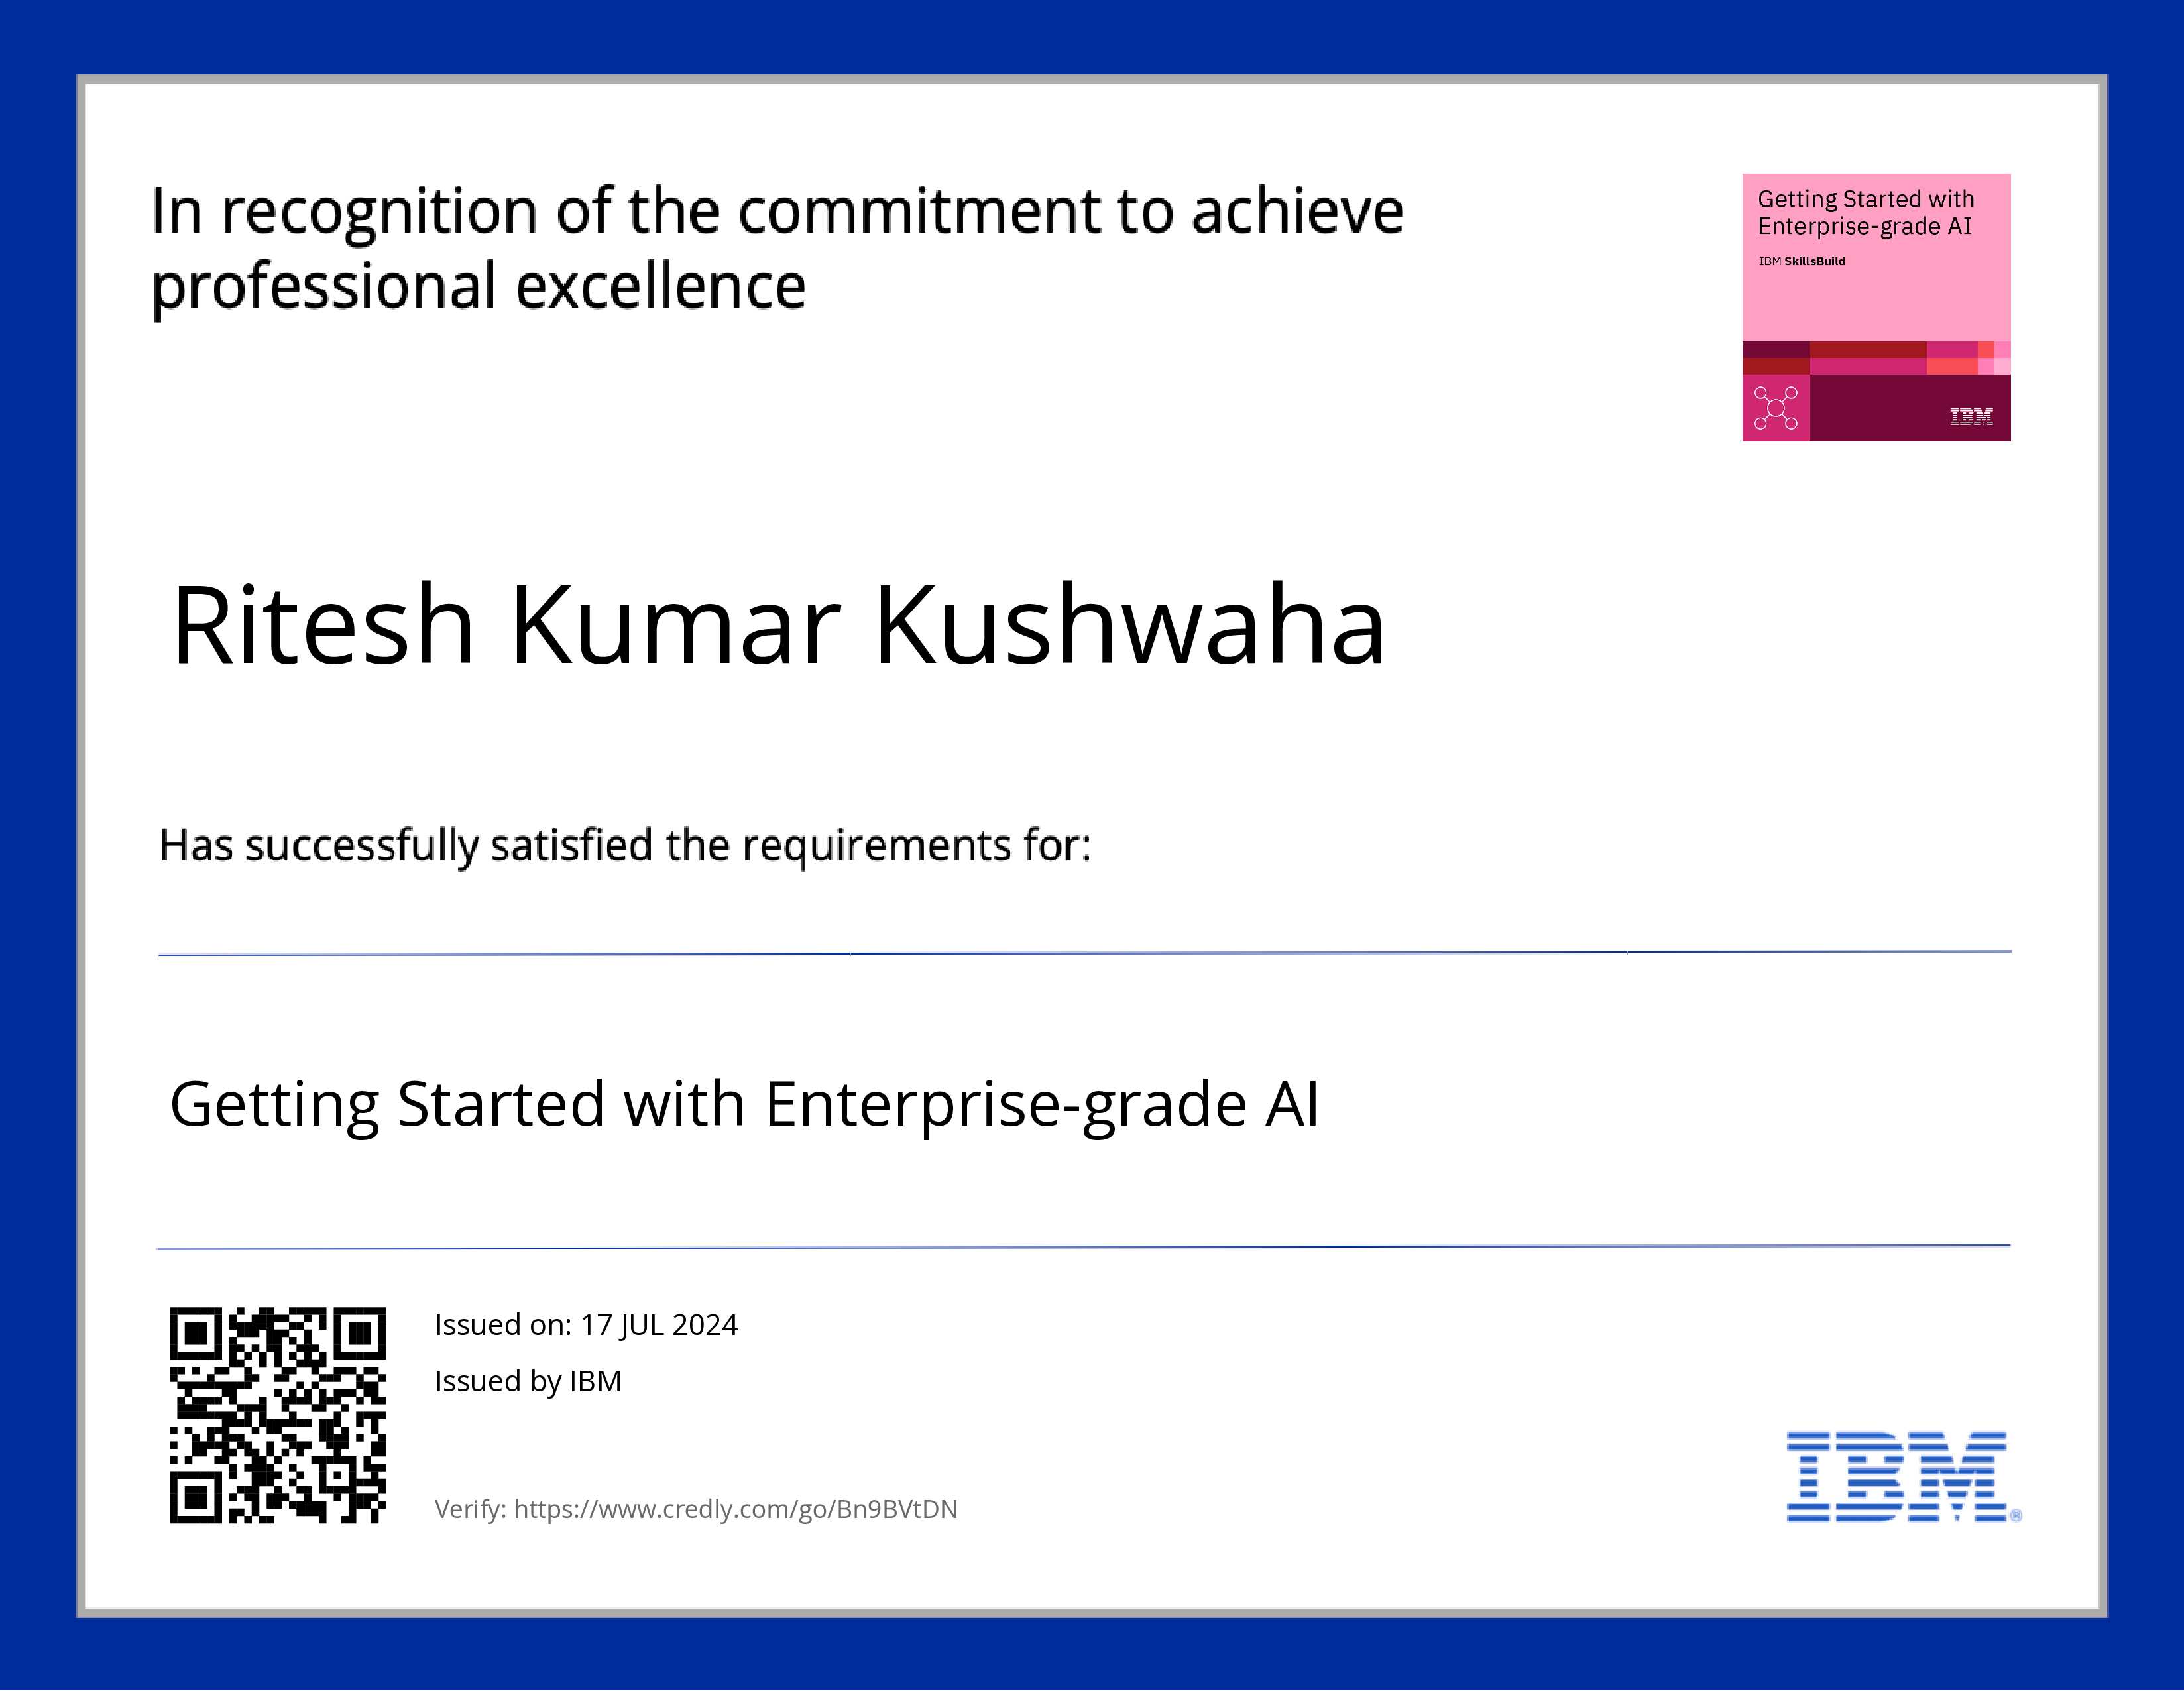 In recognition of the commitment to achieve
professional excellence
Getting Started with
Enterprise-grade AI
IBM SkillsBuild
IBM
Ritesh Kumar Kushwaha
Has successfully satisfied the requirements for:
Getting Started with Enterprise-grade AI
Issued on: 17 JUL 2024
Issued by IBM
Verify: https://www.credly.com/go/Bn9BVtDN
IBM®